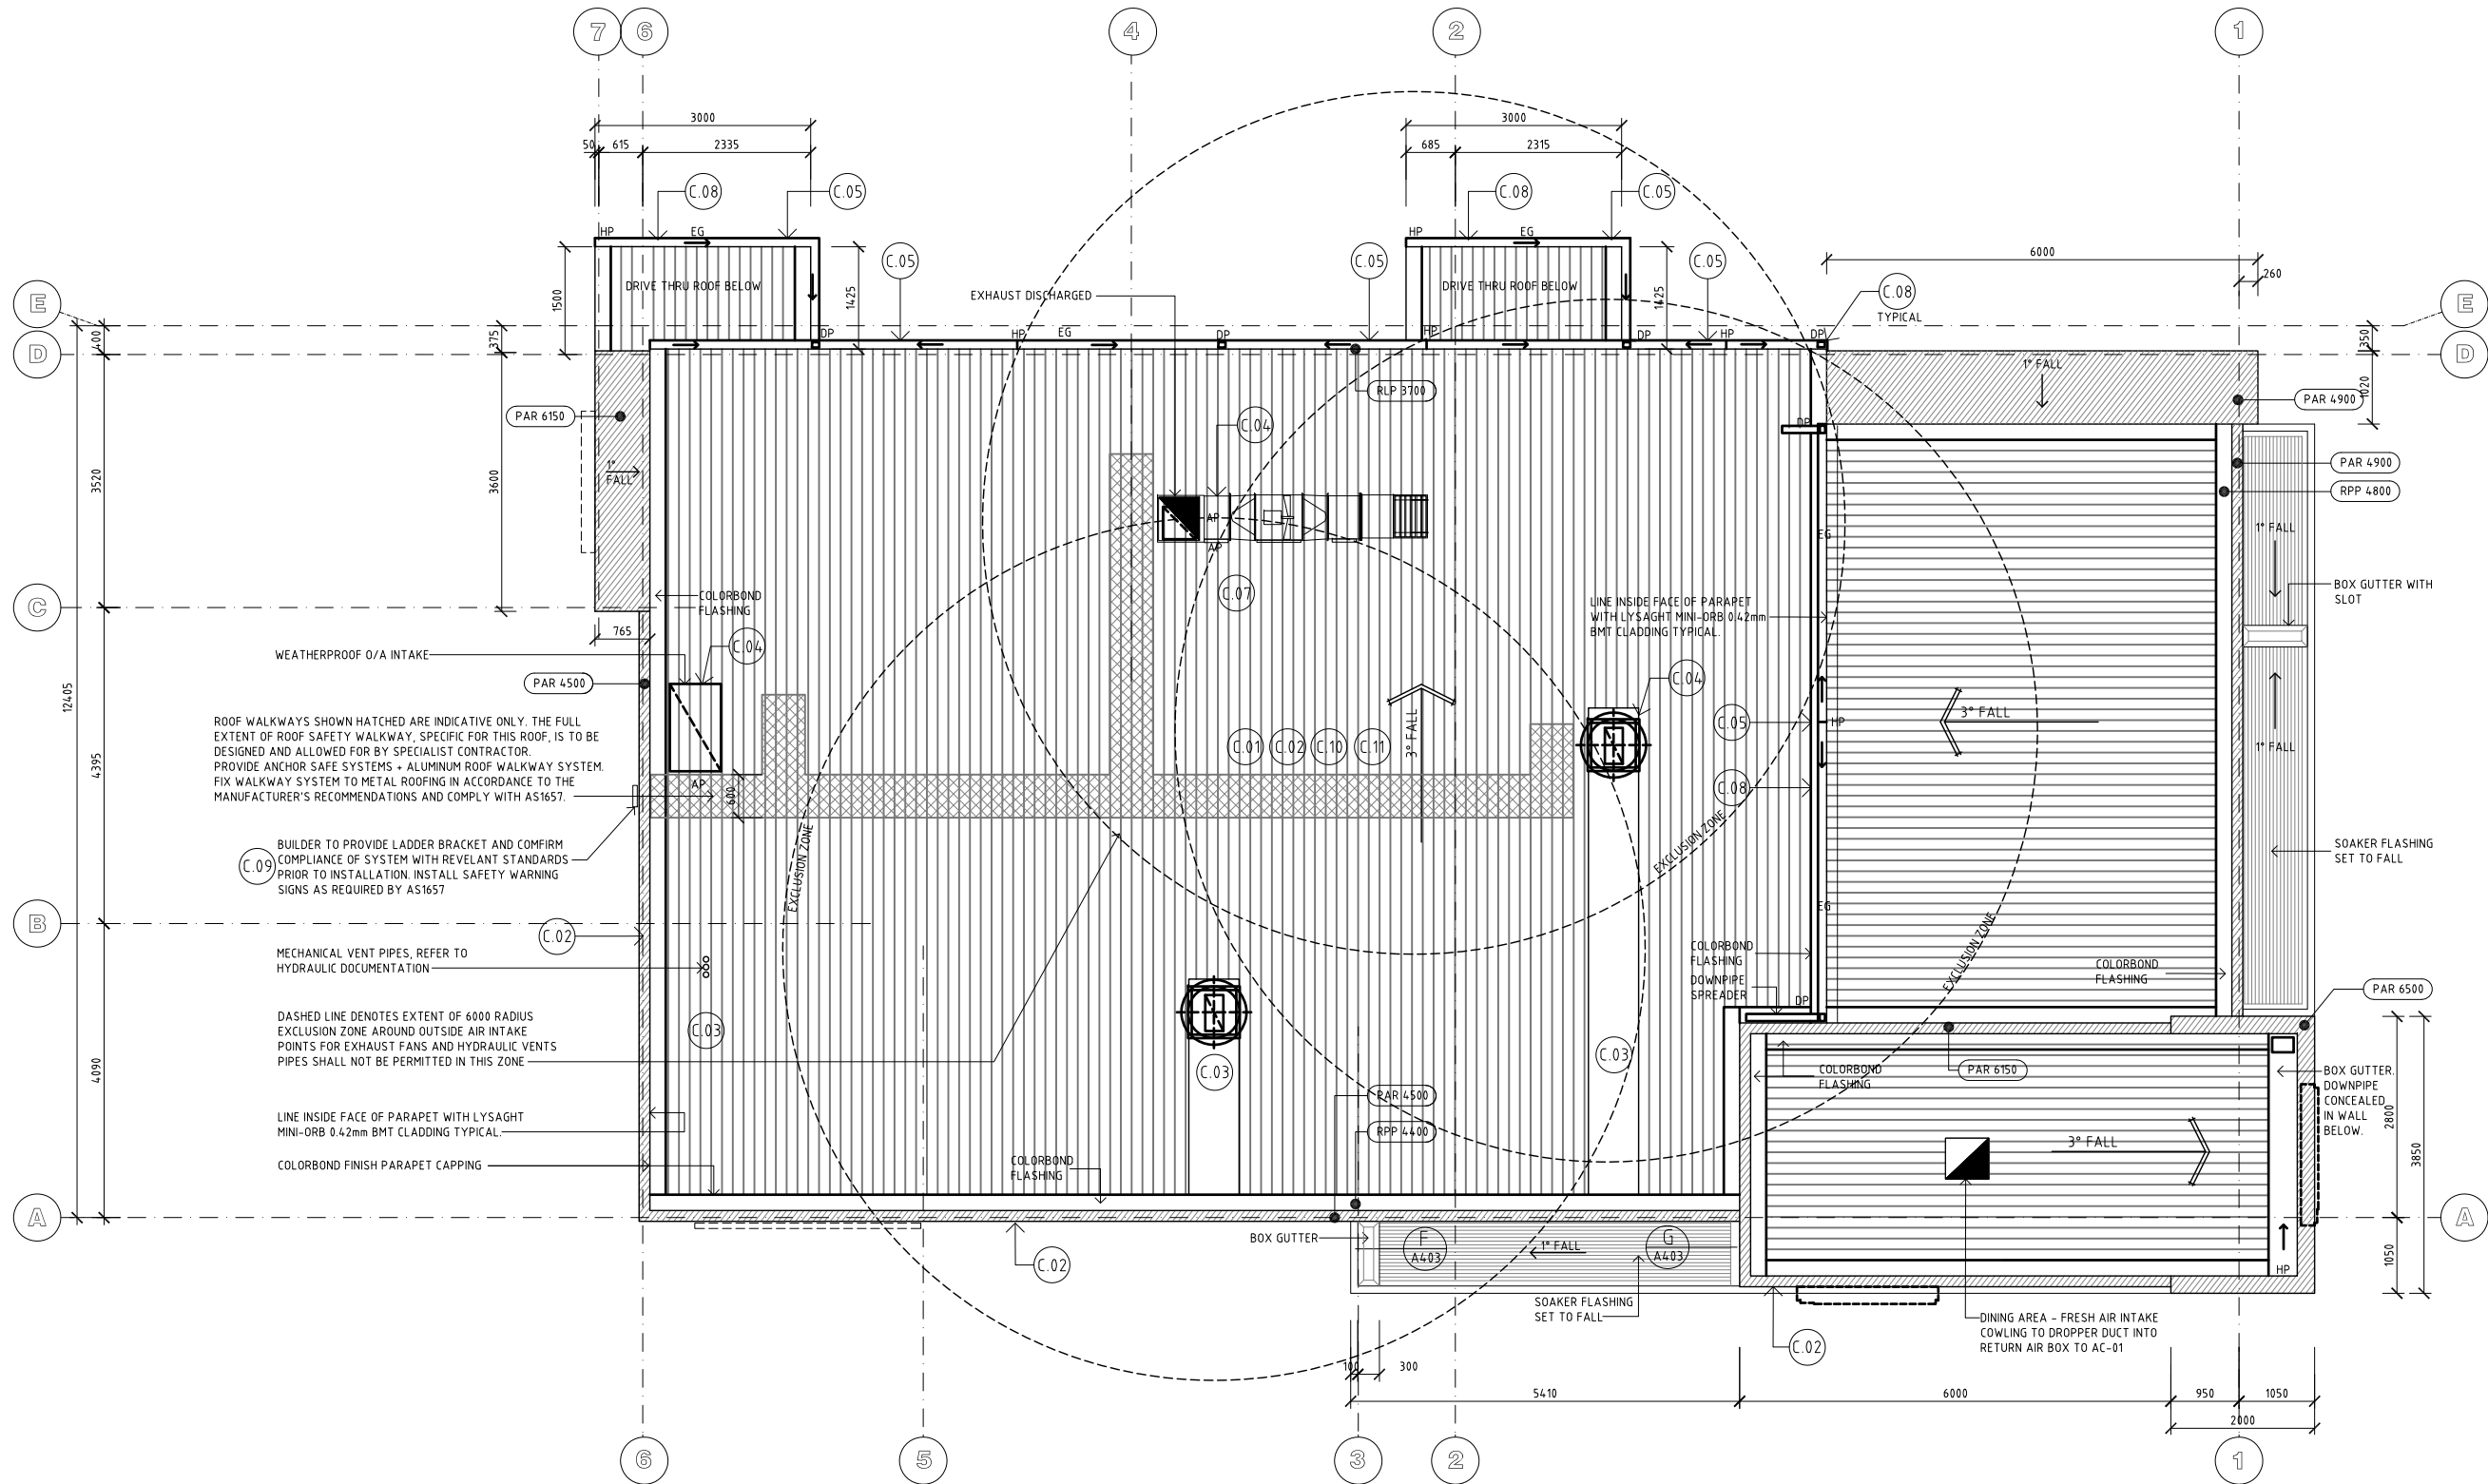 7
6
4
2
1
3000
3000
50
615
2335
685
2315
C.08
C.05
C.08
C.05
HP
EG
HP
EG
C.05
C.05
C.05
6000
260
C.08
TYPICAL
DRIVE THRU ROOF BELOW
EXHAUST DISCHARGED
DRIVE THRU ROOF BELOW
1500
1425
1425
E
E
D
D
400
375
350
1020
DP
HP
EG
DP
HP
DP
HP
DP
1° FALL
PAR 6150
RLP 3700
PAR 4900
C.04
DP
PAR 4900
RPP 4800
3520
3600
1°
FALL
AP
AP
EG
1° FALL
C
C.07
COLORBOND
FLASHING
LINE INSIDE FACE OF PARAPET
WITH LYSAGHT MINI-ORB 0.42mm
BMT CLADDING TYPICAL.
BOX GUTTER WITH
SLOT
765
C.04
WEATHERPROOF O/A INTAKE
PAR 4500
C.04
12405
ROOF WALKWAYS SHOWN HATCHED ARE INDICATIVE ONLY. THE FULL
EXTENT OF ROOF SAFETY WALKWAY, SPECIFIC FOR THIS ROOF, IS TO BE
DESIGNED AND ALLOWED FOR BY SPECIALIST CONTRACTOR.
PROVIDE ANCHOR SAFE SYSTEMS + ALUMINUM ROOF WALKWAY SYSTEM.
FIX WALKWAY SYSTEM TO METAL ROOFING IN ACCORDANCE TO THE
MANUFACTURER'S RECOMMENDATIONS AND COMPLY WITH AS1657.
C.01
C.02
C.10
C.11
3° FALL
C.05
HP
3° FALL
1° FALL
4395
AP
600
C.08
C.09
BUILDER TO PROVIDE LADDER BRACKET AND COMFIRM
COMPLIANCE OF SYSTEM WITH REVELANT STANDARDS
PRIOR TO INSTALLATION. INSTALL SAFETY WARNING
SIGNS AS REQUIRED BY AS1657
EXCLUSION ZONE
EXCLUSION ZONE
EXCLUSION ZONE
SOAKER FLASHING
SET TO FALL
EG
B
C.02
MECHANICAL VENT PIPES, REFER TO
HYDRAULIC DOCUMENTATION
COLORBOND
FLASHING
DOWNPIPE
SPREADER
DP
COLORBOND
FLASHING
PAR 6500
DASHED LINE DENOTES EXTENT OF 6000 RADIUS
EXCLUSION ZONE AROUND OUTSIDE AIR INTAKE
POINTS FOR EXHAUST FANS AND HYDRAULIC VENTS
PIPES SHALL NOT BE PERMITTED IN THIS ZONE
C.03
C.03
C.03
4090
PAR 4500
RPP 4400
COLORBOND
FLASHING
PAR 6150
BOX GUTTER.
DOWNPIPE
CONCEALED
IN WALL
BELOW.
2800
3850
LINE INSIDE FACE OF PARAPET WITH LYSAGHT
MINI-ORB 0.42mm BMT CLADDING TYPICAL.
COLORBOND FINISH PARAPET CAPPING
COLORBOND
FLASHING
3° FALL
A
A
BOX GUTTER
F
A403
1° FALL
G
A403
C.02
HP
1050
SOAKER FLASHING
SET TO FALL
C.02
DINING AREA - FRESH AIR INTAKE
COWLING TO DROPPER DUCT INTO
RETURN AIR BOX TO AC-01
100
300
5410
6000
950
1050
2000
6
5
3
2
1